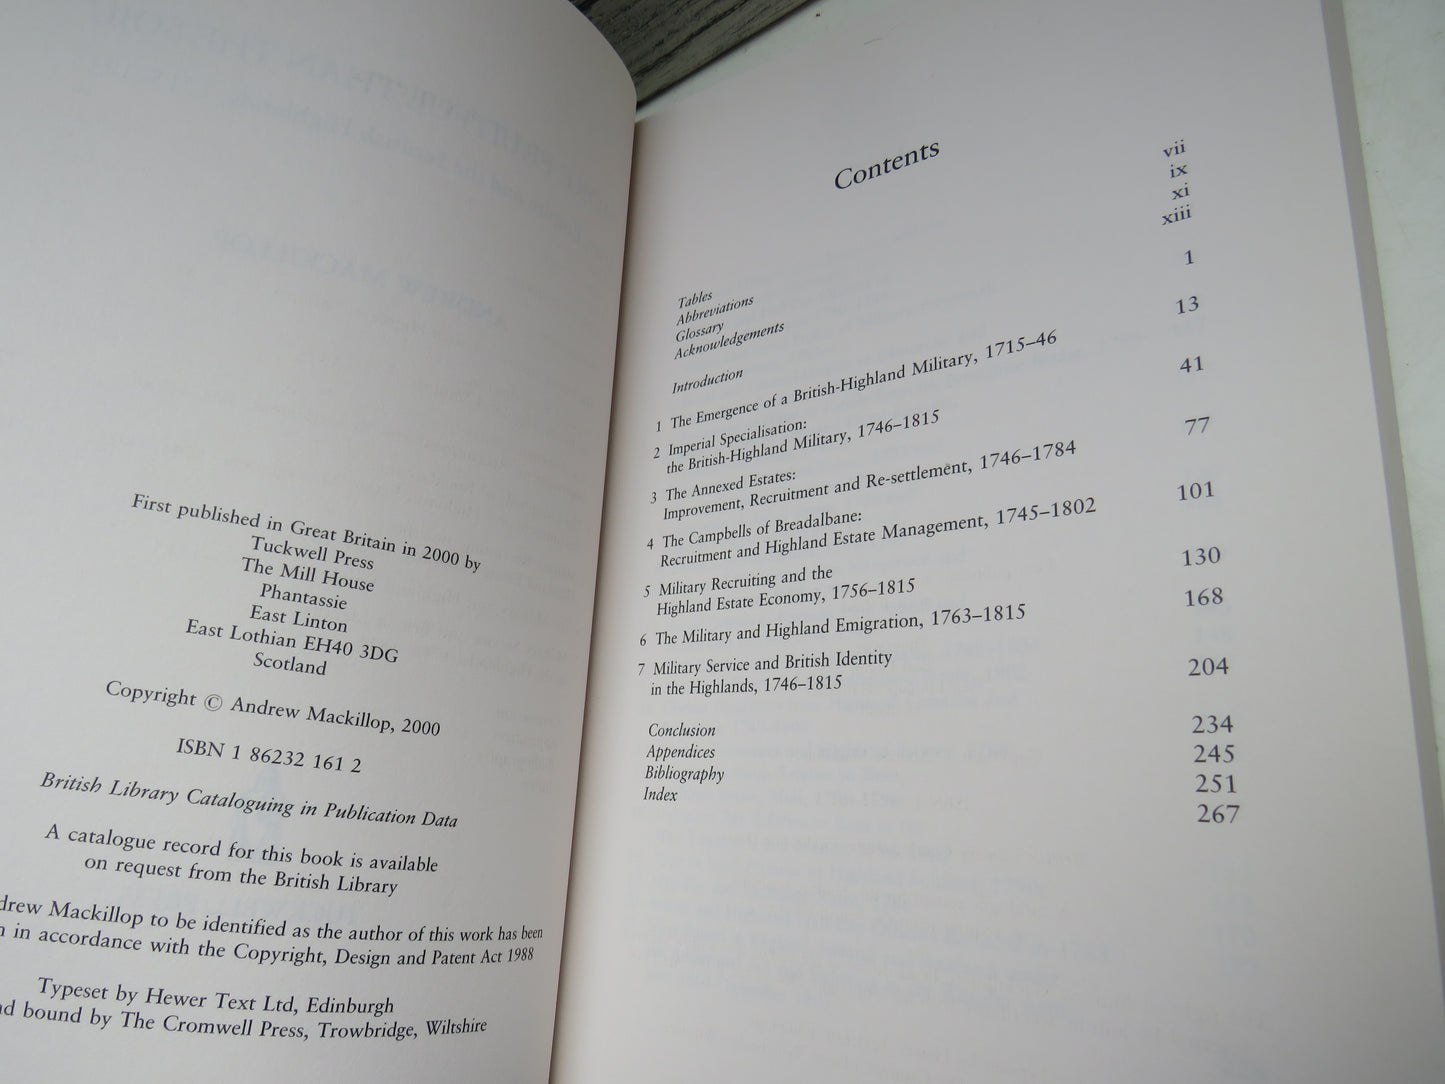 First published in Great Britain in 2000 by
Tuckwell Press
The Mill House
Phantassie
East Linton
East Lothian EH40 3DG
Scotland
Copyright © Andrew Mackillop, 2000
ISBN 1 86232 161 2
British Library Cataloguing in Publication Data
A catalogue record for this book is available
on request from the British Library
Mackillop to be identified as the author of this work has been
in accordance with the Copyright, Design and Patent Act 1988
Typeset by Hewer Text Ltd, Edinburgh
bound by The Cromwell Press, Trowbridge, Wiltshire
Contents
Tables vii
Abbreviations ix
Glossary xi
Acknowledgements xiii
Introduction 1
1 The Emergence of a British-Highland Military, 1715–46 13
2 Imperial Specialisation:
the British-Highland Military, 1746–1815 41
3 The Annexed Estates:
Improvement, Recruitment and Re-settlement, 1746–1784 77
4 The Campbells of Breadalbane:
Recruitment and Highland Estate Management, 1745–1802 101
5 Military Recruiting and the
Highland Estate Economy, 1756–1815 130
6 The Military and Highland Emigration, 1763–1815 168
7 Military Service and British Identity
in the Highlands, 1746–1815 204
Conclusion 234
Appendices 245
Bibliography 251
Index 267